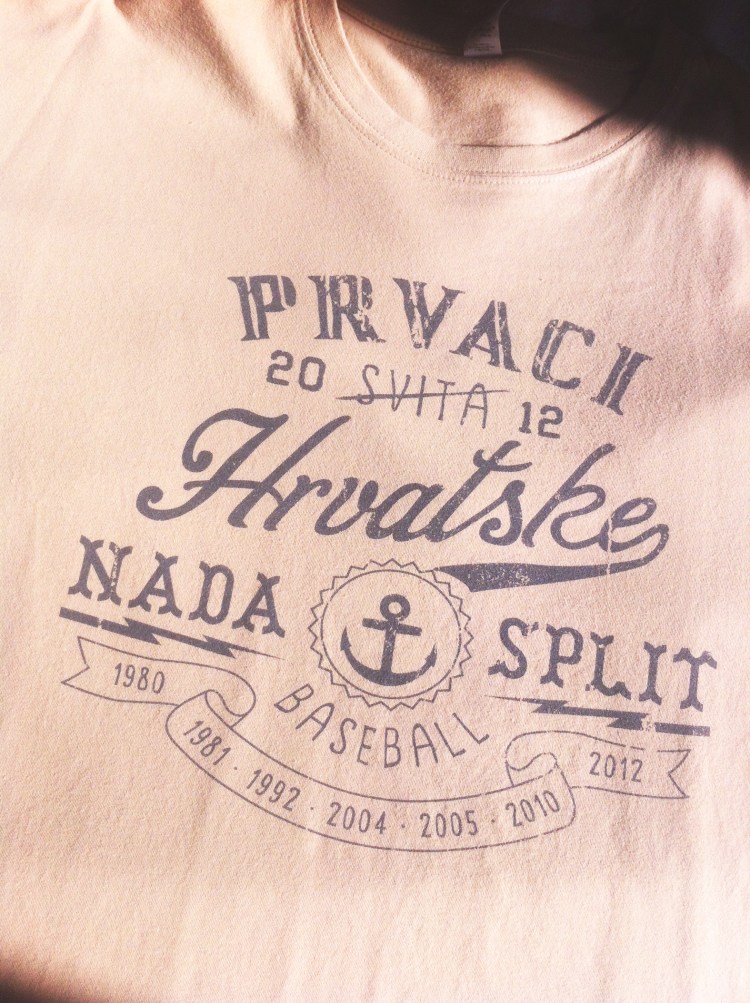 PRVACI
20 SVITA 12
Hrvatske
NADA SPLIT
BASEBALL
1980 1981 · 1992 · 2004 · 2005 · 2010 2012